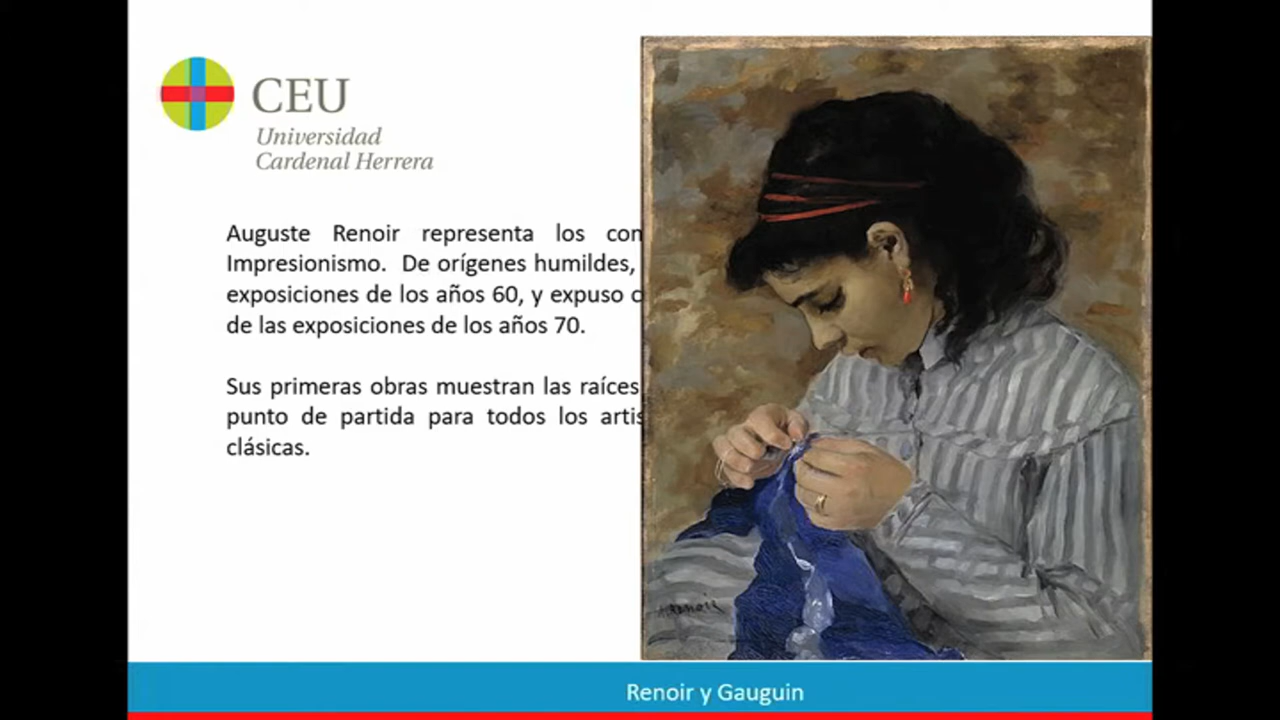 CEU
Universidad
Cardenal Herrera
Auguste Renoir representa los
Impresionismo. De orígenes humildes,
exposiciones de los años 60, y expuso
de las exposiciones de los años 70.
Sus primeras obras muestran las raíces
punto de partida para todos los
clásicas.
Renoir
Renoir y Gauguin